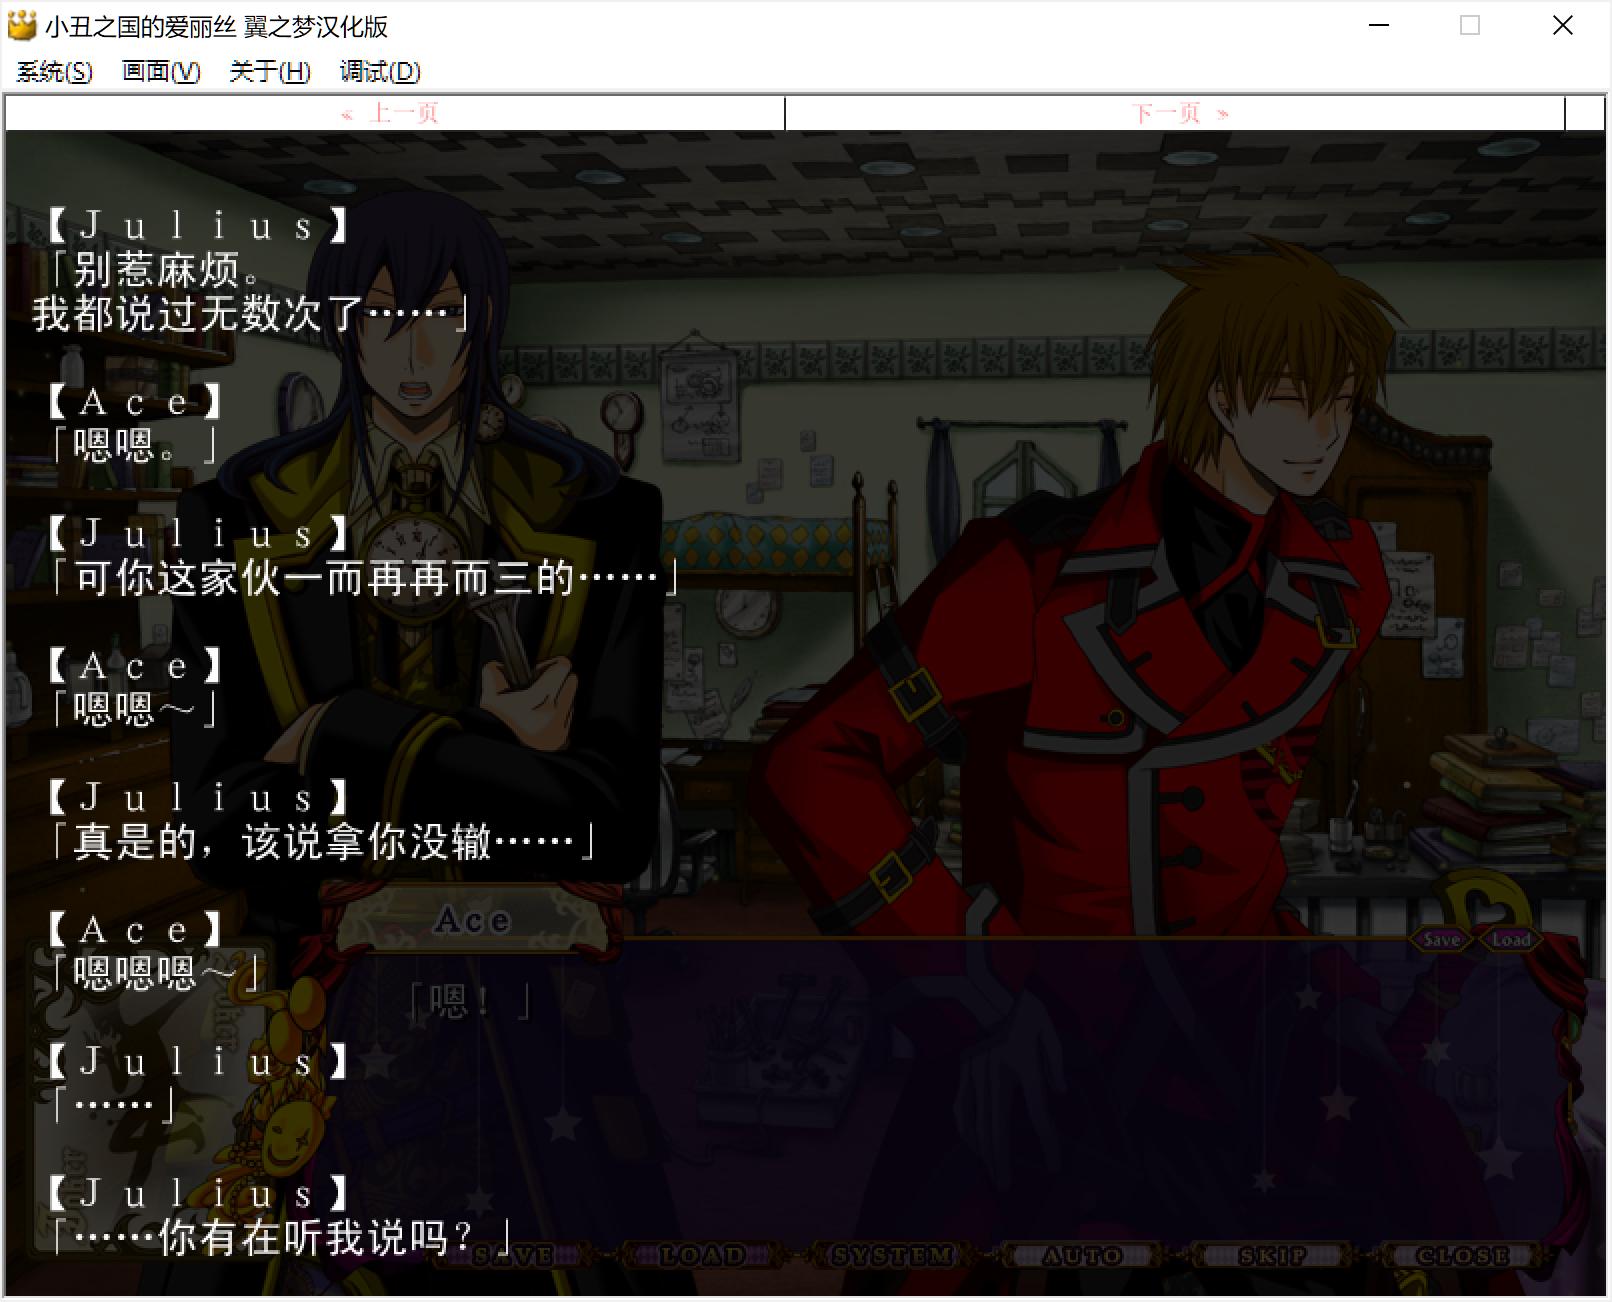 小丑之国的爱丽丝 翼之梦汉化版
系统(S) 画面(V) 关于(H) 调试(D)
« 上一页
下一页 »
【Julius】
「别惹麻烦。
我都说过无数次了……」
【Ace】
「嗯嗯。」
【Julius】
「可你这家伙一而再再而三的……」
【Ace】
「嗯嗯～」
【Julius】
「真是的，该说拿你没辙……」
【Ace】
「嗯嗯嗯～」
【Julius】
「……」
【Julius】
「……你有在听我说吗？」
Ace
「嗯！」
Save Load
SAVE LOAD SYSTEM AUTO SKIP CLOSE